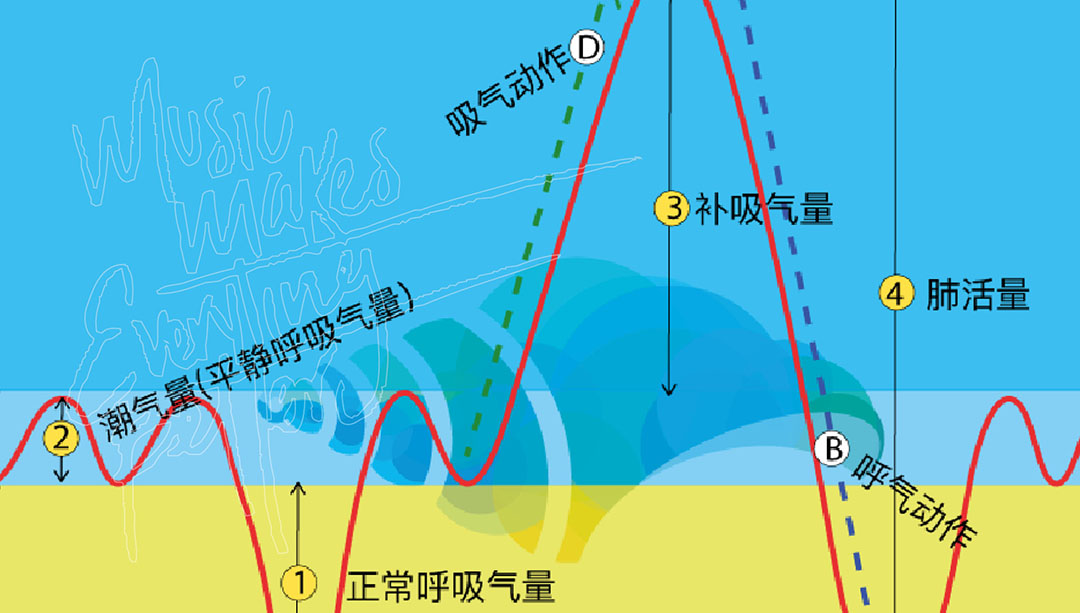 D
吸气动作
Music
Makes
Everything
③ 补吸气量
④ 肺活量
潮气量(平静呼吸气量)
②
B
呼气动作
① 正常呼吸气量